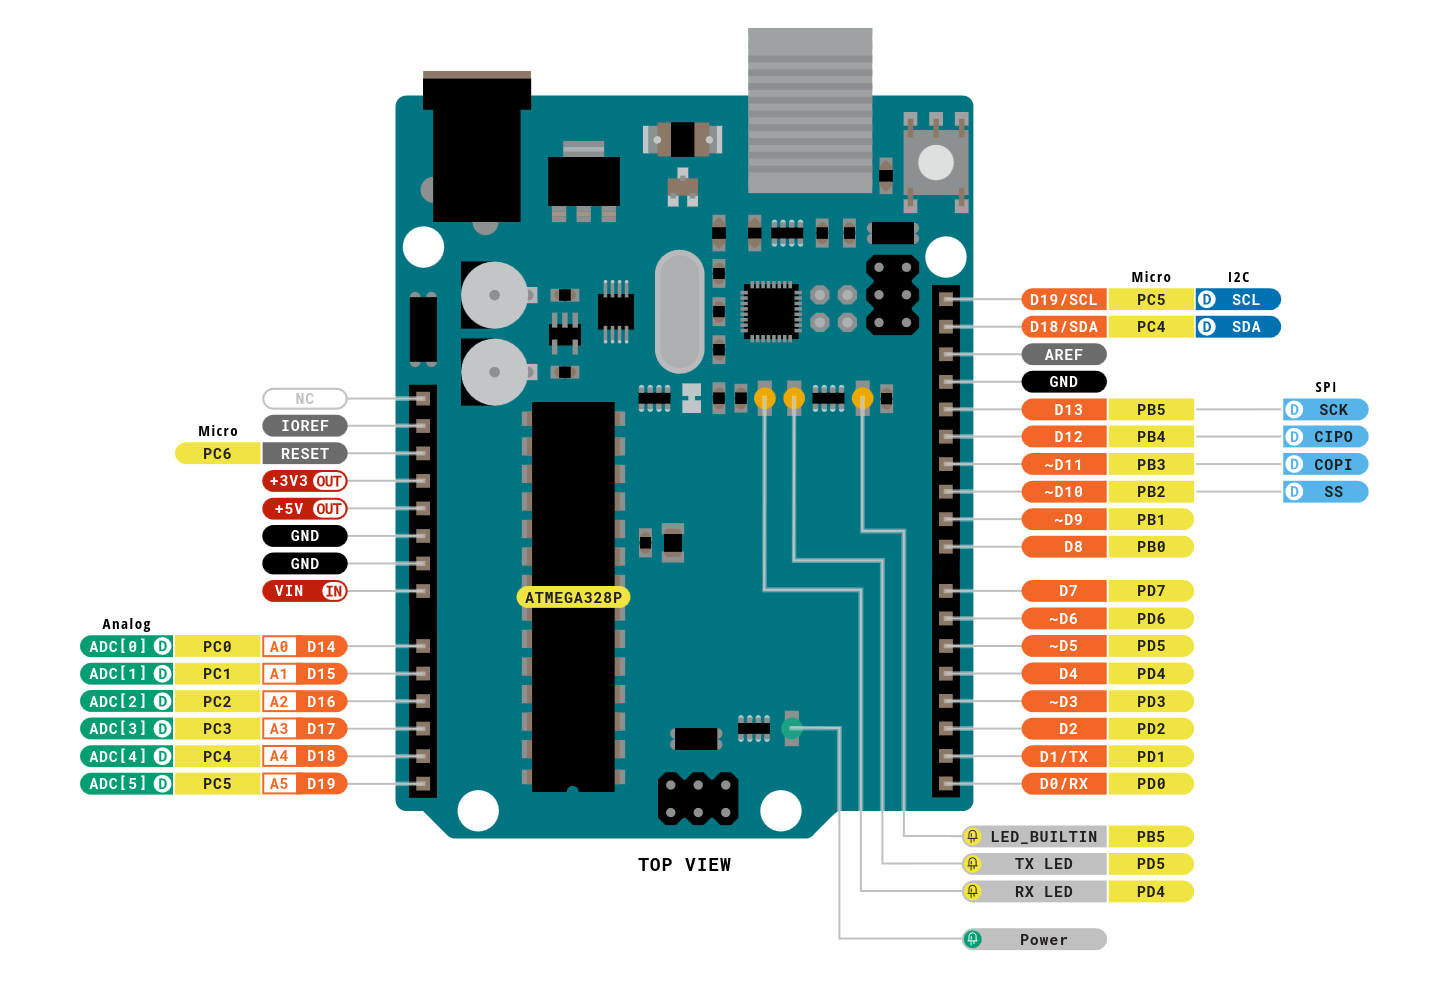 Micro I2C
D19/SCL PC5 D SCL
D18/SDA PC4 D SDA
AREF
GND
SPI
D13 PB5 D SCK
D12 PB4 D CIPO
~D11 PB3 D COPI
~D10 PB2 D SS
~D9 PB1
D8 PB0
D7 PD7
~D6 PD6
~D5 PD5
D4 PD4
~D3 PD3
D2 PD2
D1/TX PD1
D0/RX PD0
NC
IOREF
Micro
PC6 RESET
+3V3 OUT
+5V OUT
GND
GND
VIN IN
Analog
ADC[0] D PC0 A0 D14
ADC[1] D PC1 A1 D15
ADC[2] D PC2 A2 D16
ADC[3] D PC3 A3 D17
ADC[4] D PC4 A4 D18
ADC[5] D PC5 A5 D19
ATMEGA328P
TOP VIEW
LED_BUILTIN PB5
TX LED PD5
RX LED PD4
Power